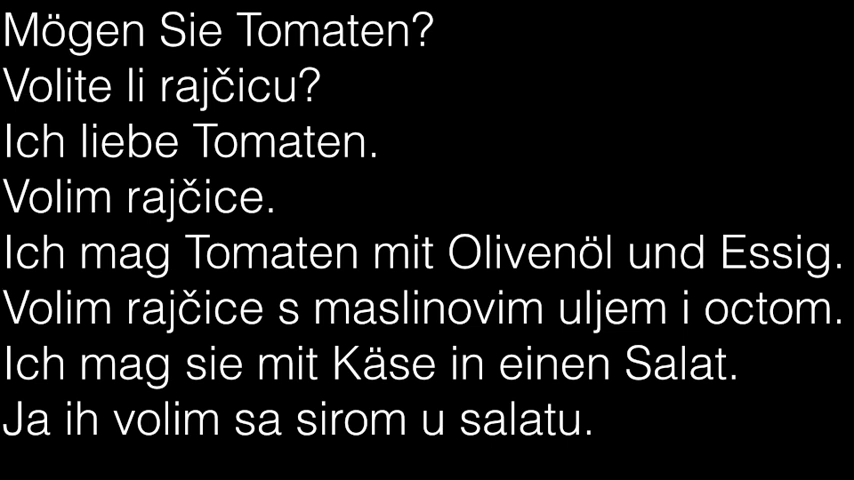 Mögen Sie Tomaten?
Volite li rajčicu?
Ich liebe Tomaten.
Volim rajčice.
Ich mag Tomaten mit Olivenöl und Essig.
Volim rajčice s maslinovim uljem i octom.
Ich mag sie mit Käse in einen Salat.
Ja ih volim sa sirom u salatu.